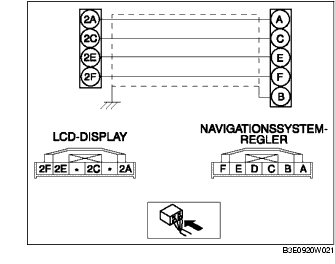 2A A
2C C
2E E
2F F
B
LCD-DISPLAY
NAVIGATIONSSYSTEM-
REGLER
2F 2E * 2C * 2A
F E D C B A
B3E0920W021